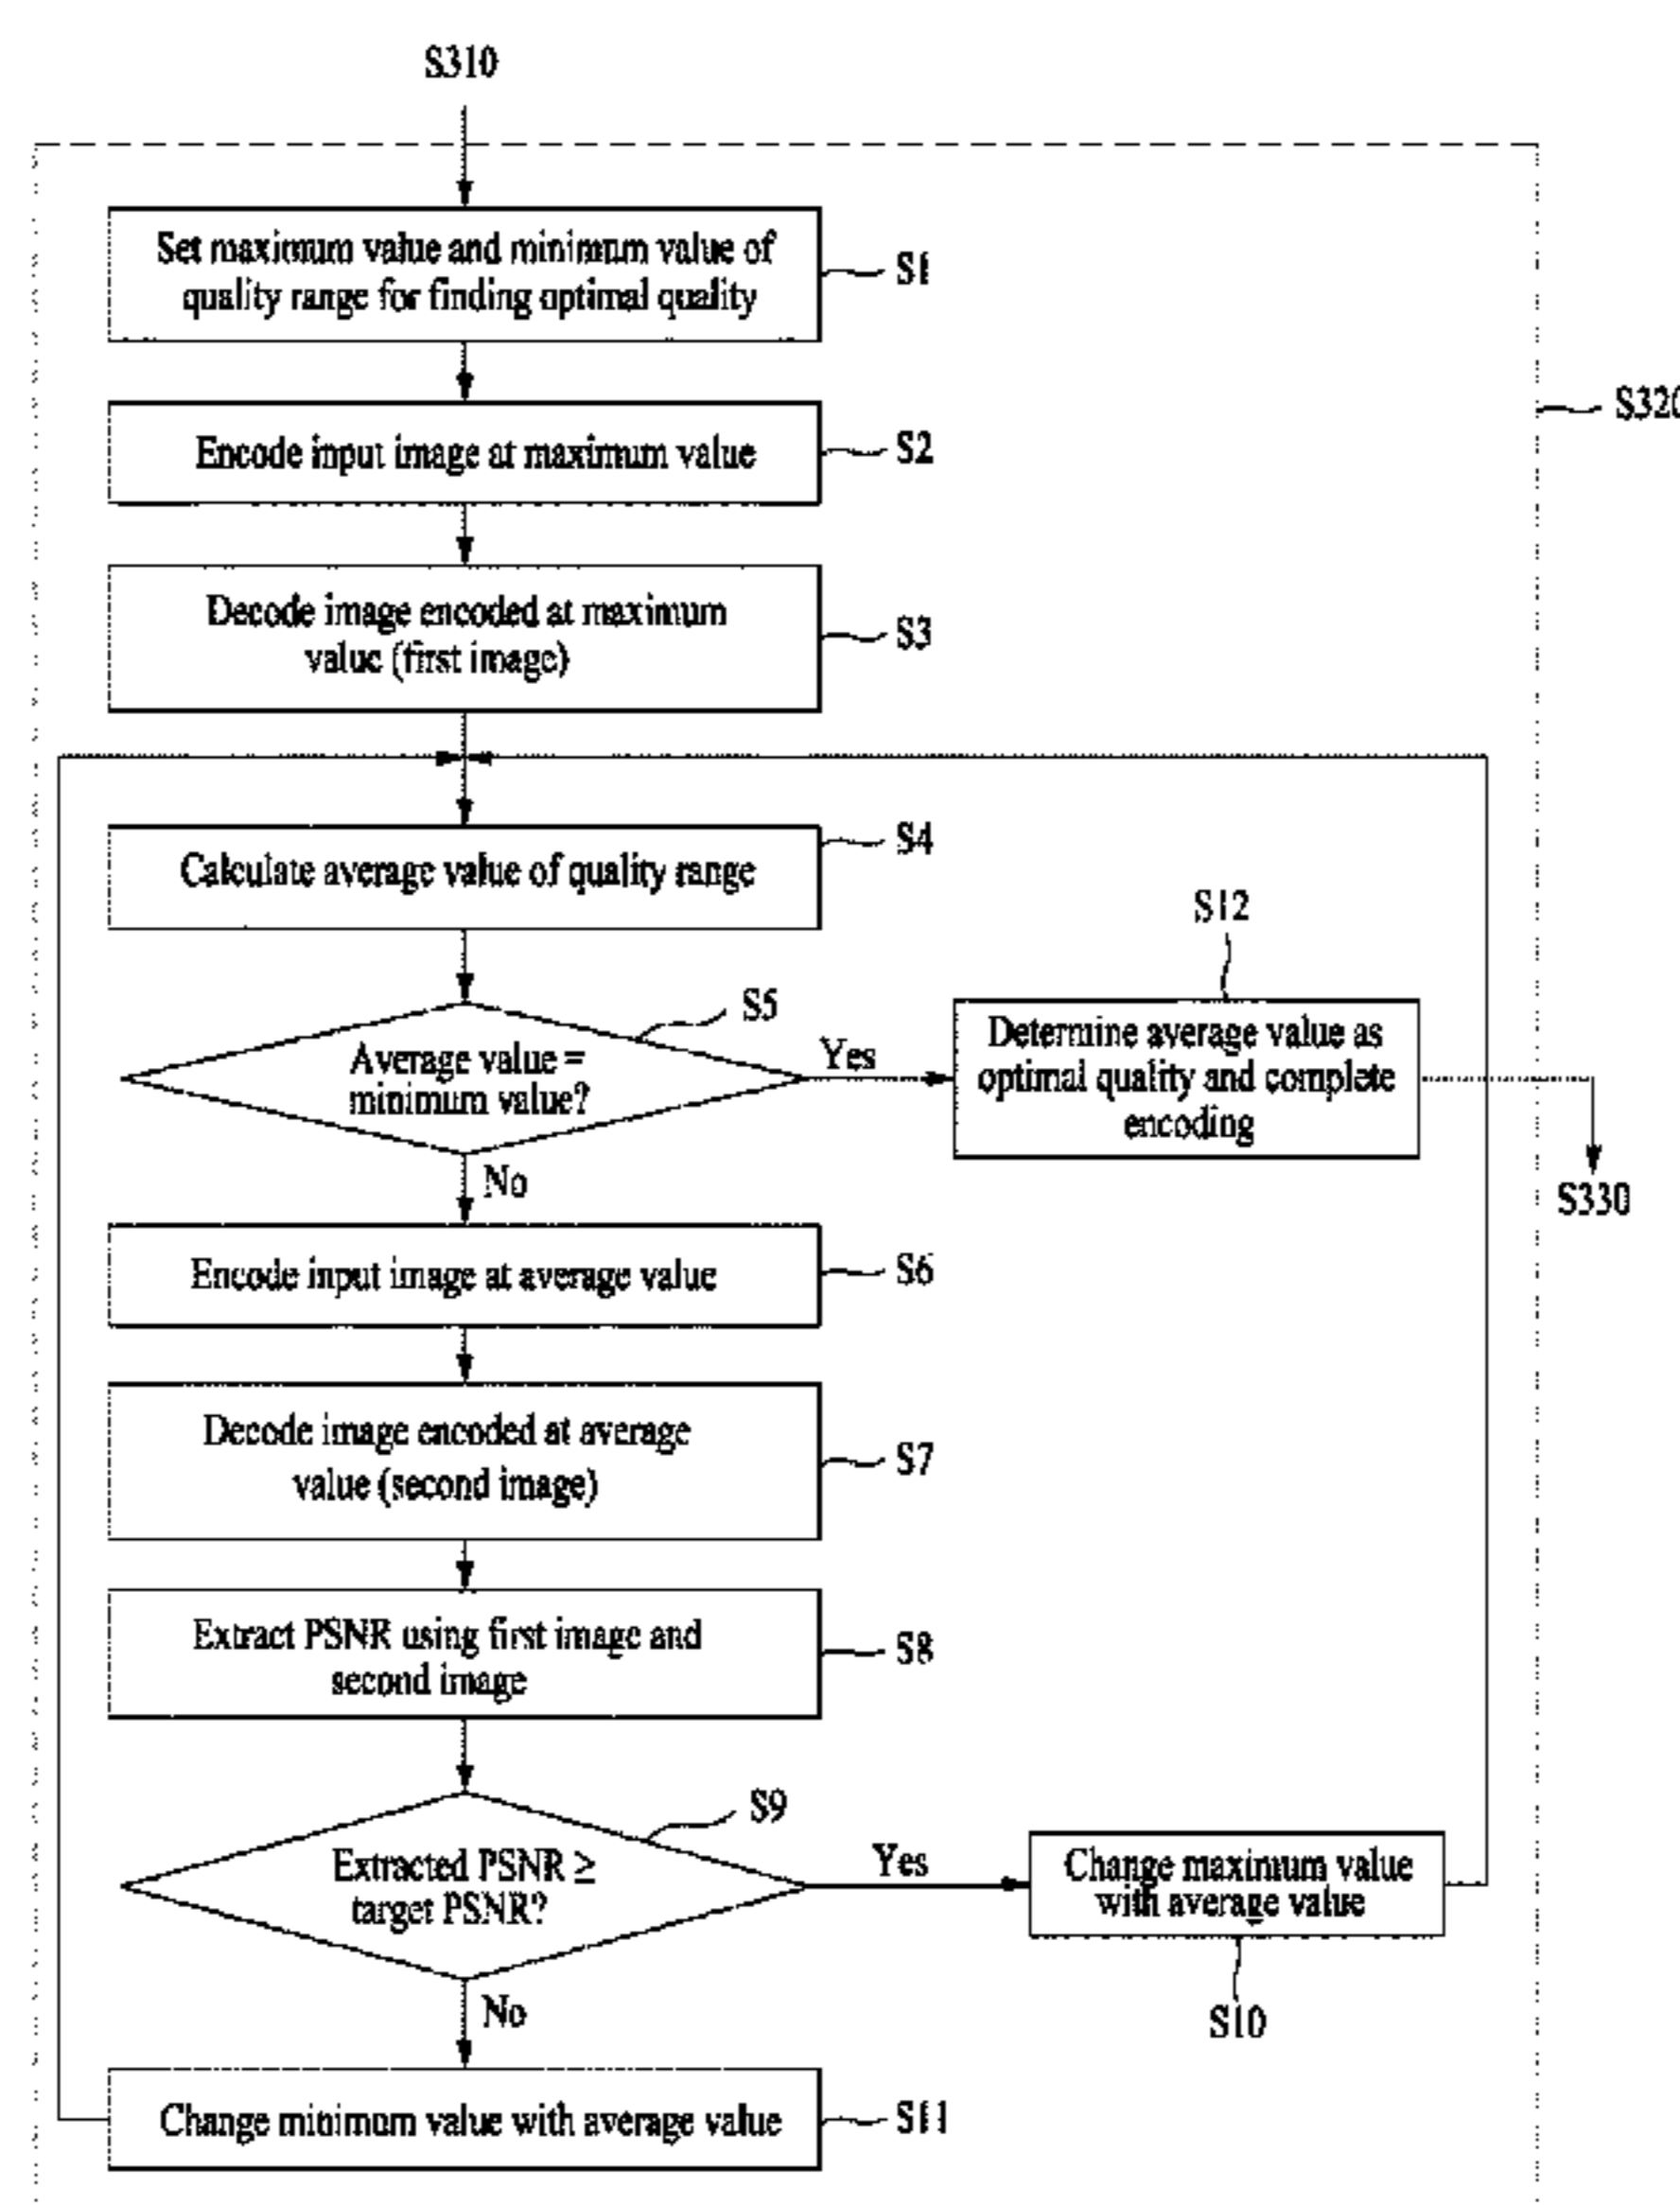 S310
Set maximum value and minimum value of
quality range for finding optimal quality
S1
S320
Encode input image at maximum value
S2
Decode image encoded at maximum
value (first image)
S3
Calculate average value of quality range
S4
S12
S5
Average value =
minimum value?
Yes
Determine average value as
optimal quality and complete
encoding
No
S330
Encode input image at average value
S6
Decode image encoded at average
value (second image)
S7
Extract PSNR using first image and
second image
S8
S9
Extracted PSNR ≥
target PSNR?
Yes
Change maximum value
with average value
No
S10
Change minimum value with average value
S11